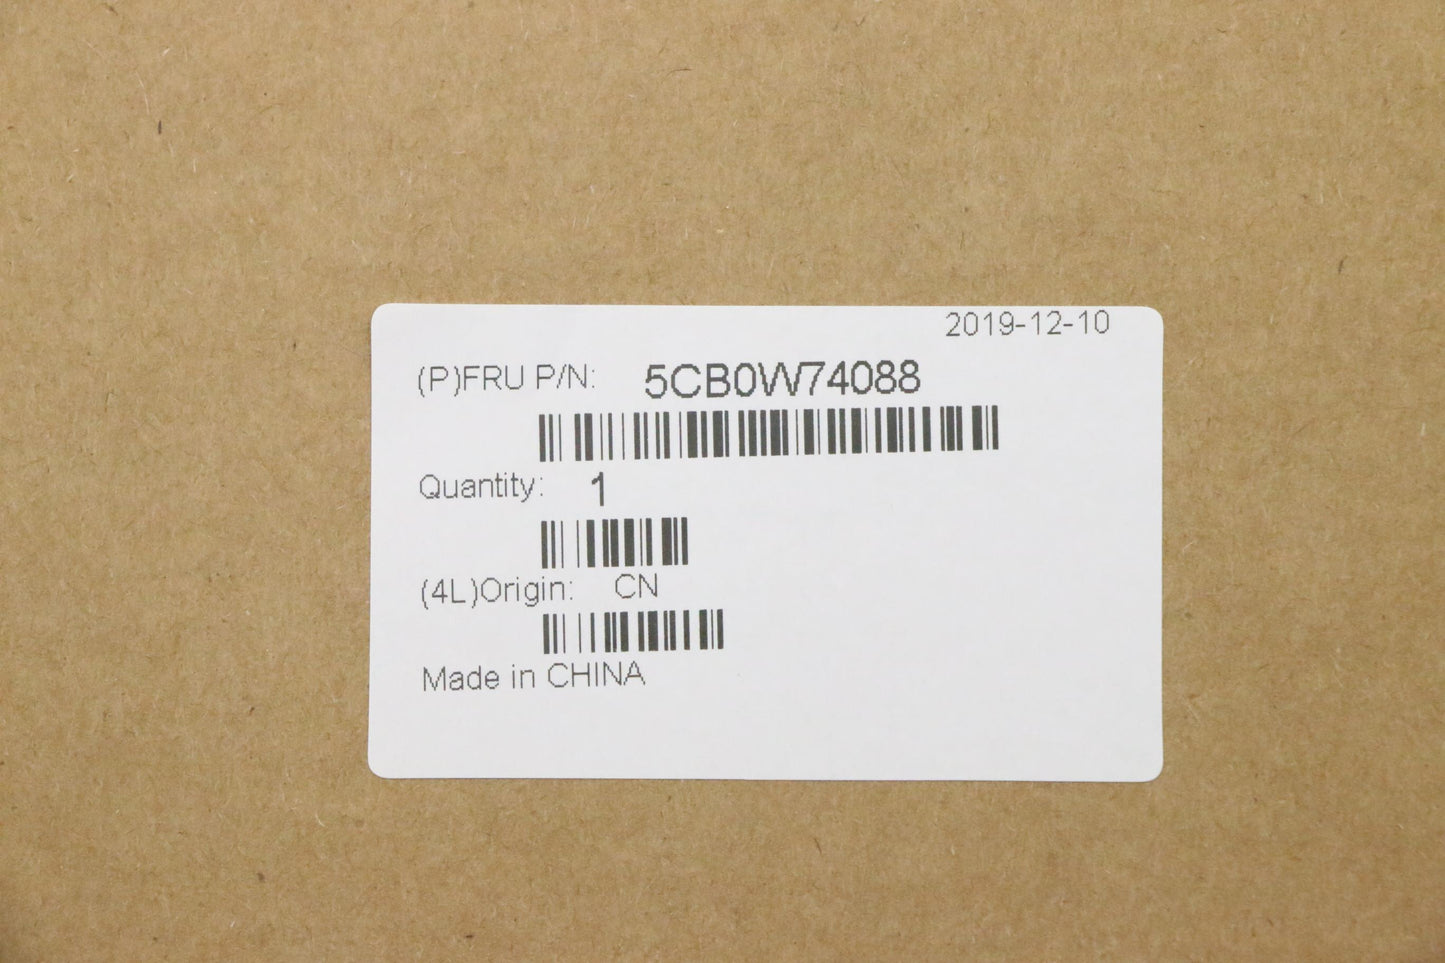 2019-12-10
(P)FRU P/N: 5CB0W74088
Quantity: 1
(4L)Origin: CN
Made in CHINA